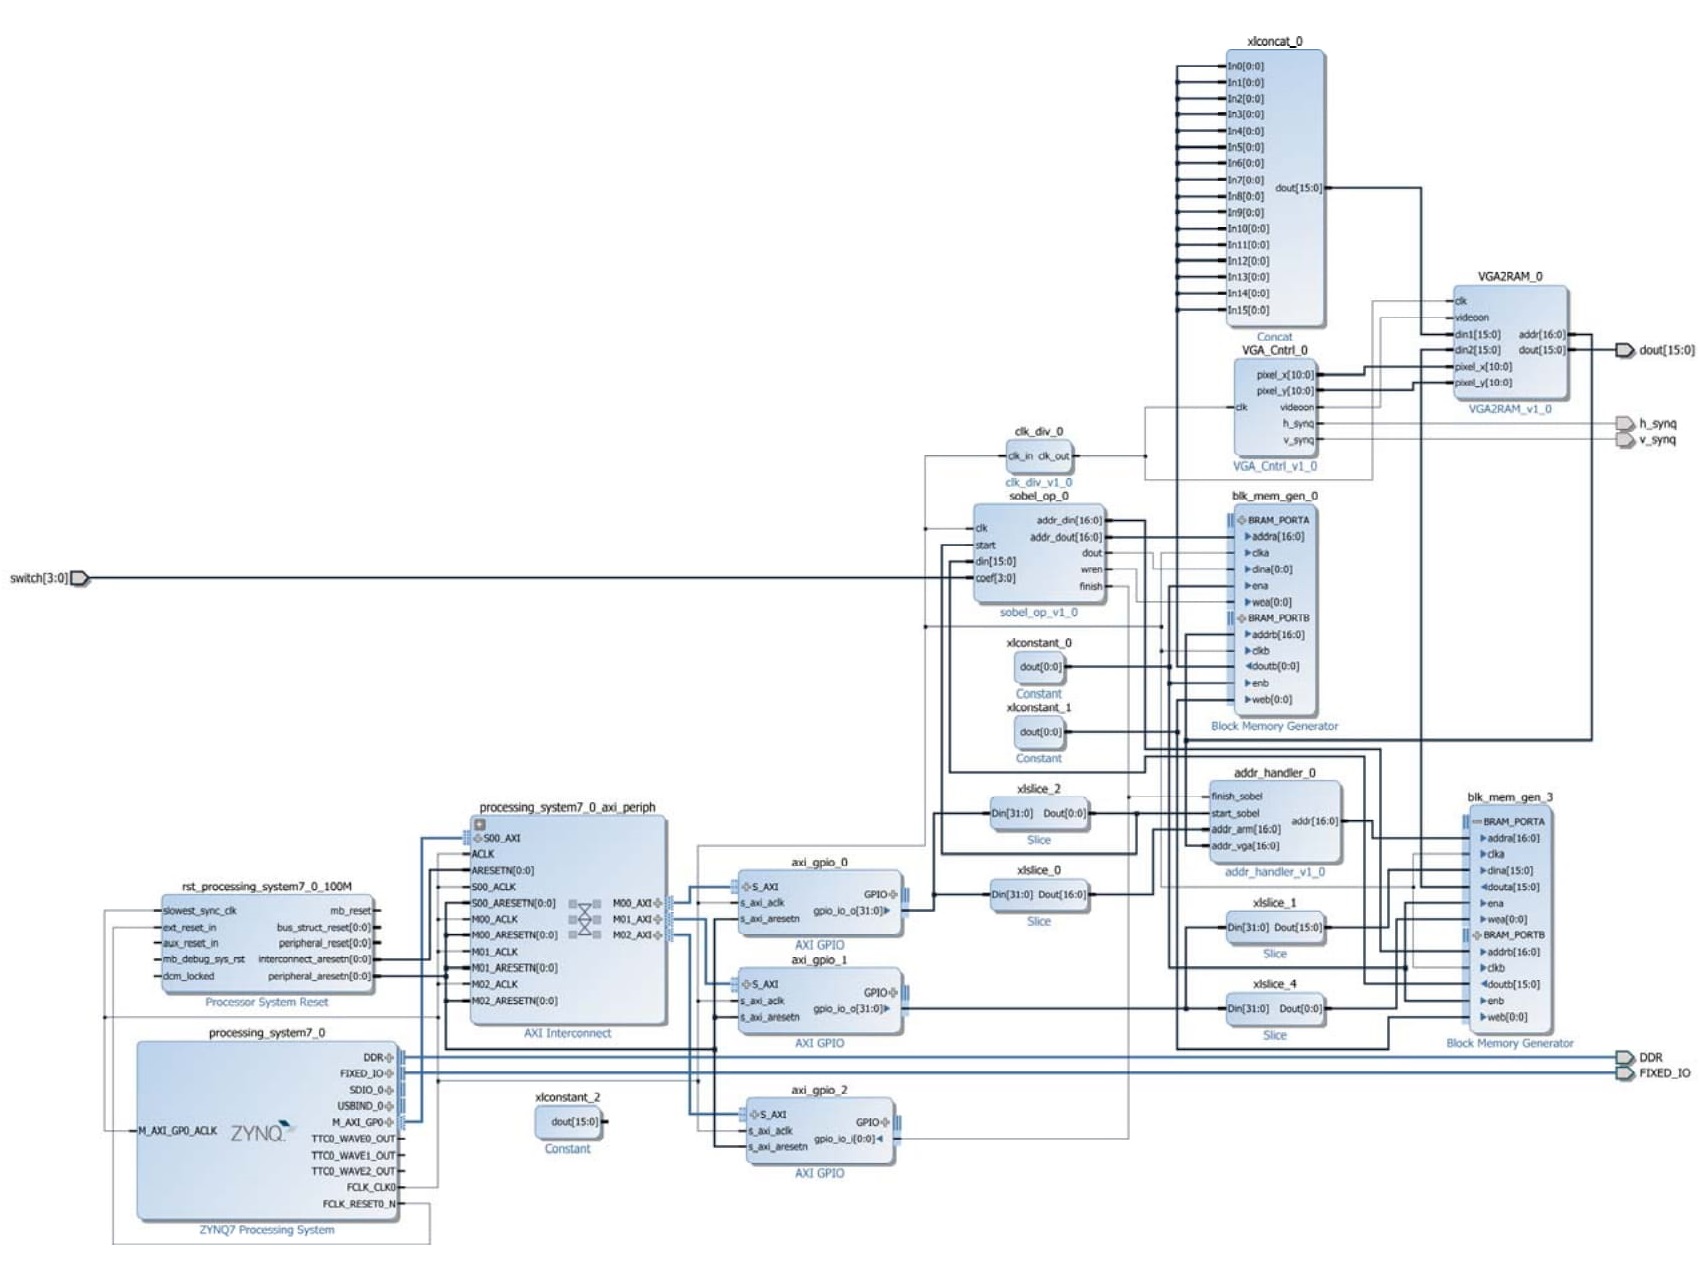 xlconcat_0
In0[0:0]
In1[0:0]
In2[0:0]
In3[0:0]
In4[0:0]
In5[0:0]
In6[0:0]
In7[0:0]
In8[0:0]
In9[0:0]
In10[0:0]
In11[0:0]
In12[0:0]
In13[0:0]
In14[0:0]
In15[0:0]
dout[15:0]
Concat
VGA2RAM_0
clk
videoon
din1[15:0]
din2[15:0]
pixel_x[10:0]
pixel_y[10:0]
addr[16:0]
dout[15:0]
VGA2RAM_v1_0
dout[15:0]
h_synq
v_synq
VGA_Cntrl_0
clk
pixel_x[10:0]
pixel_y[10:0]
videoon
h_synq
v_synq
VGA_Cntrl_v1_0
clk_div_0
clk_in clk_out
clk_div_v1_0
sobel_op_0
clk
start
din[15:0]
coef[3:0]
addr_din[16:0]
addr_dout[16:0]
dout
wren
finish
sobel_op_v1_0
switch[3:0]
blk_mem_gen_0
BRAM_PORTA
addra[16:0]
clka
dina[0:0]
ena
wea[0:0]
BRAM_PORTB
addrb[16:0]
clkb
doutb[0:0]
enb
web[0:0]
Block Memory Generator
xlconstant_0
dout[0:0]
Constant
xlconstant_1
dout[0:0]
Constant
xlslice_2
Din[31:0] Dout[0:0]
Slice
xlslice_0
Din[31:0] Dout[16:0]
Slice
addr_handler_0
finish_sobel
start_sobel
addr_arm[16:0]
addr_vga[16:0]
addr[16:0]
addr_handler_v1_0
xlslice_1
Din[31:0] Dout[15:0]
Slice
xlslice_4
Din[31:0] Dout[0:0]
Slice
blk_mem_gen_3
BRAM_PORTA
addra[16:0]
clka
dina[15:0]
douta[15:0]
ena
wea[0:0]
BRAM_PORTB
addrb[16:0]
clkb
doutb[15:0]
enb
web[0:0]
Block Memory Generator
processing_system7_0_axi_periph
S00_AXI
ACLK
ARESETN[0:0]
S00_ACLK
S00_ARESETN[0:0]
M00_ACLK
M00_ARESETN[0:0]
M01_ACLK
M01_ARESETN[0:0]
M02_ACLK
M02_ARESETN[0:0]
M00_AXI
M01_AXI
M02_AXI
AXI Interconnect
axi_gpio_0
S_AXI
s_axi_aclk
s_axi_aresetn
GPIO
gpio_io_o[31:0]
AXI GPIO
axi_gpio_1
S_AXI
s_axi_aclk
s_axi_aresetn
GPIO
gpio_io_o[31:0]
AXI GPIO
axi_gpio_2
S_AXI
s_axi_aclk
s_axi_aresetn
GPIO
gpio_io_i[0:0]
AXI GPIO
rst_processing_system7_0_100M
slowest_sync_clk
ext_reset_in
aux_reset_in
mb_debug_sys_rst
dcm_locked
mb_reset
bus_struct_reset[0:0]
peripheral_reset[0:0]
interconnect_aresetn[0:0]
peripheral_aresetn[0:0]
Processor System Reset
processing_system7_0
M_AXI_GP0_ACLK
ZYNQ
DDR
FIXED_IO
SDIO_0
USBIND_0
M_AXI_GP0
TTC0_WAVE0_OUT
TTC0_WAVE1_OUT
TTC0_WAVE2_OUT
FCLK_CLK0
FCLK_RESET0_N
ZYNQ7 Processing System
xlconstant_2
dout[15:0]
Constant
DDR
FIXED_IO